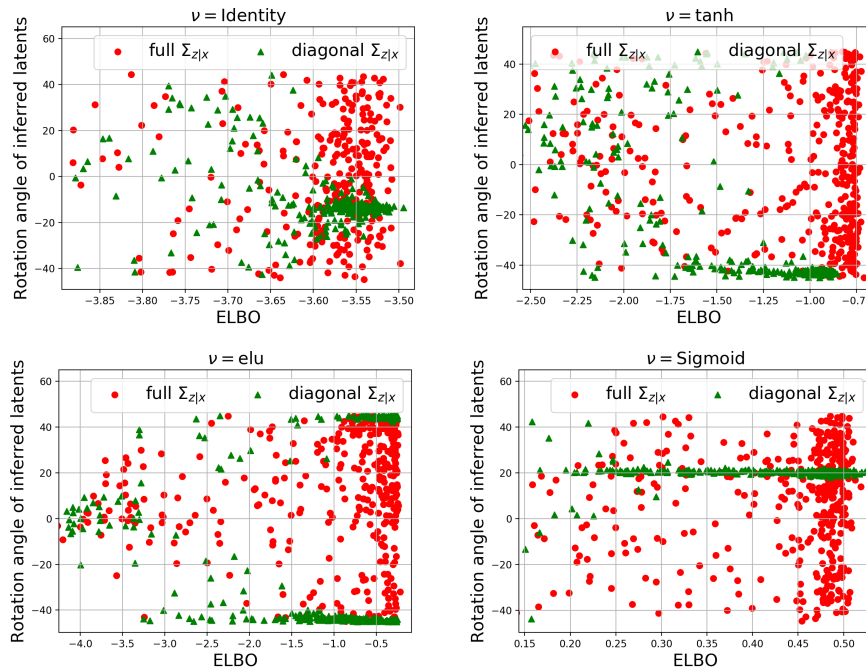 ν = Identity
full Σz|x diagonal Σz|x
Rotation angle of inferred latents
60
40
20
0
−20
−40
−3.85 −3.80 −3.75 −3.70 −3.65 −3.60 −3.55 −3.50
ELBO
ν = tanh
full Σz|x diagonal Σz|x
Rotation angle of inferred latents
60
40
20
0
−20
−40
−2.50 −2.25 −2.00 −1.75 −1.50 −1.25 −1.00 −0.7
ELBO
ν = elu
full Σz|x diagonal Σz|x
Rotation angle of inferred latents
60
40
20
0
−20
−40
−4.0 −3.5 −3.0 −2.5 −2.0 −1.5 −1.0 −0.5
ELBO
ν = Sigmoid
full Σz|x diagonal Σz|x
Rotation angle of inferred latents
60
40
20
0
−20
−40
0.15 0.20 0.25 0.30 0.35 0.40 0.45 0.50
ELBO